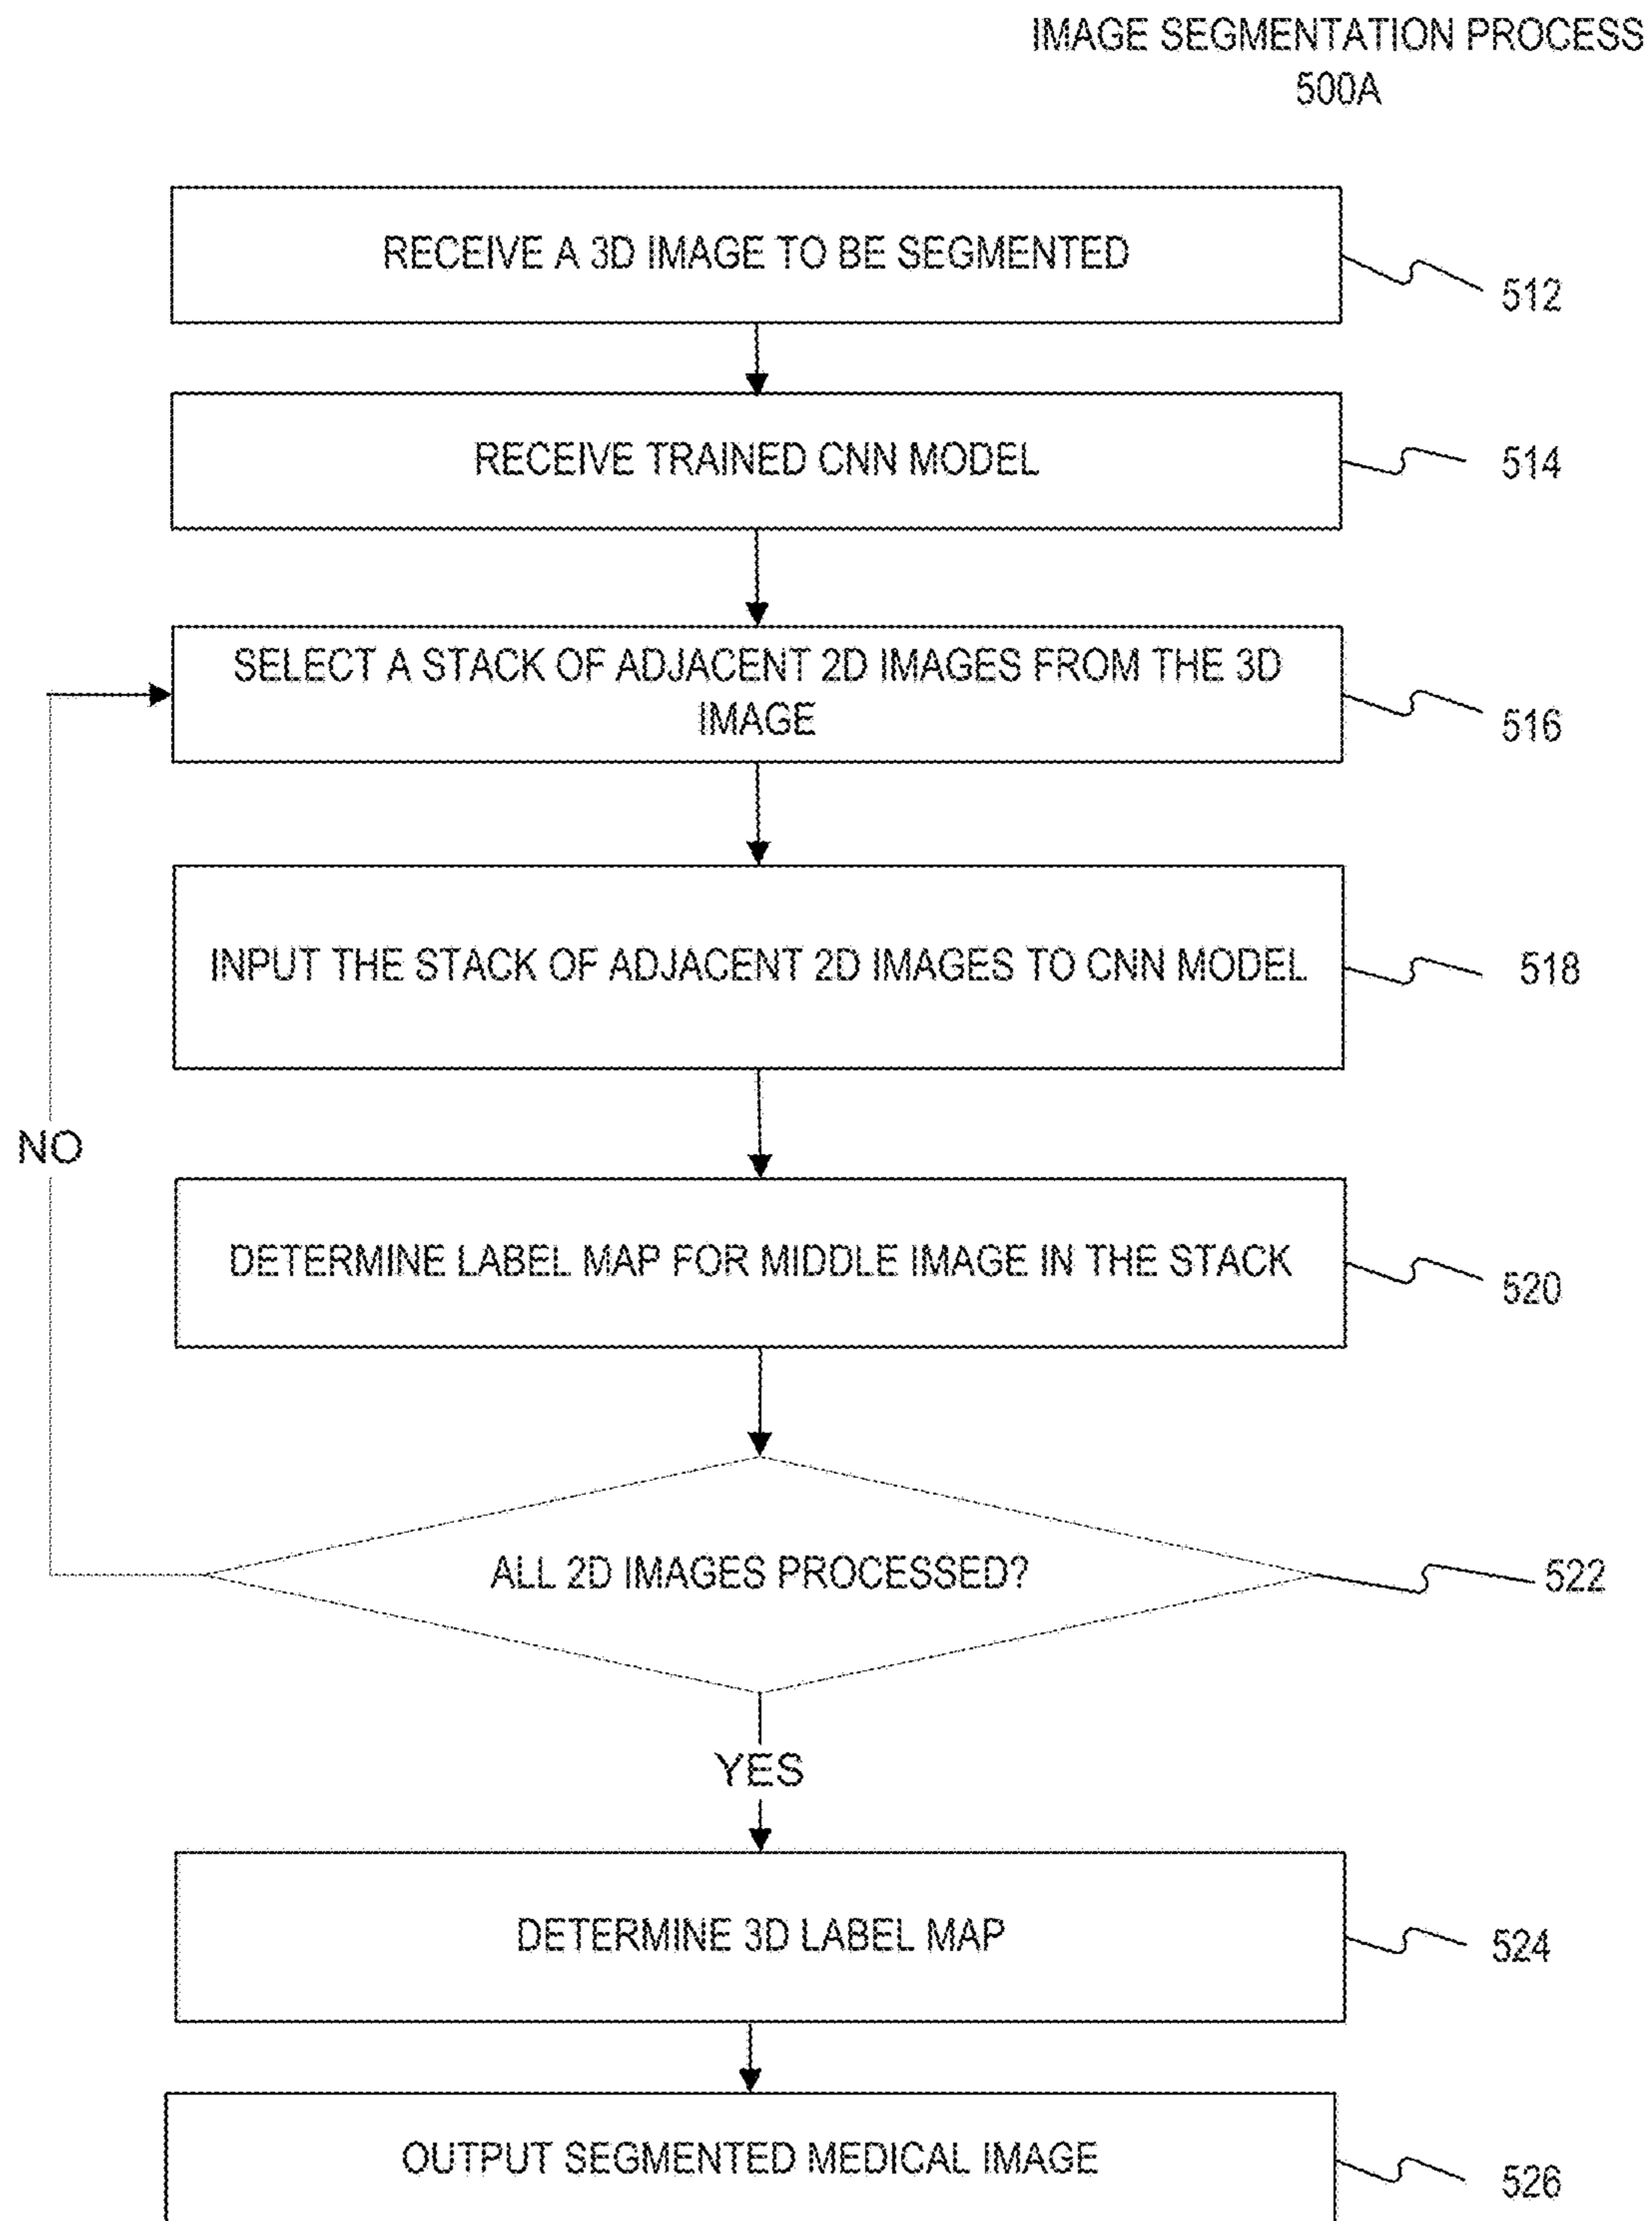 IMAGE SEGMENTATION PROCESS
500A
RECEIVE A 3D IMAGE TO BE SEGMENTED
512
RECEIVE TRAINED CNN MODEL
514
SELECT A STACK OF ADJACENT 2D IMAGES FROM THE 3D
IMAGE
516
INPUT THE STACK OF ADJACENT 2D IMAGES TO CNN MODEL
518
NO
DETERMINE LABEL MAP FOR MIDDLE IMAGE IN THE STACK
520
ALL 2D IMAGES PROCESSED?
522
YES
DETERMINE 3D LABEL MAP
524
OUTPUT SEGMENTED MEDICAL IMAGE
526